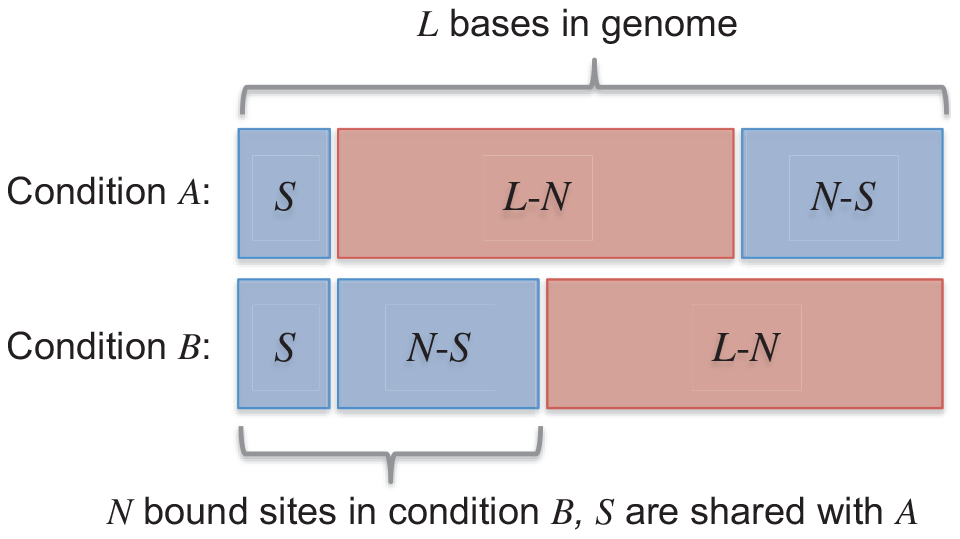 L bases in genome
Condition A:
S
L-N
N-S
Condition B:
S
N-S
L-N
N bound sites in condition B, S are shared with A